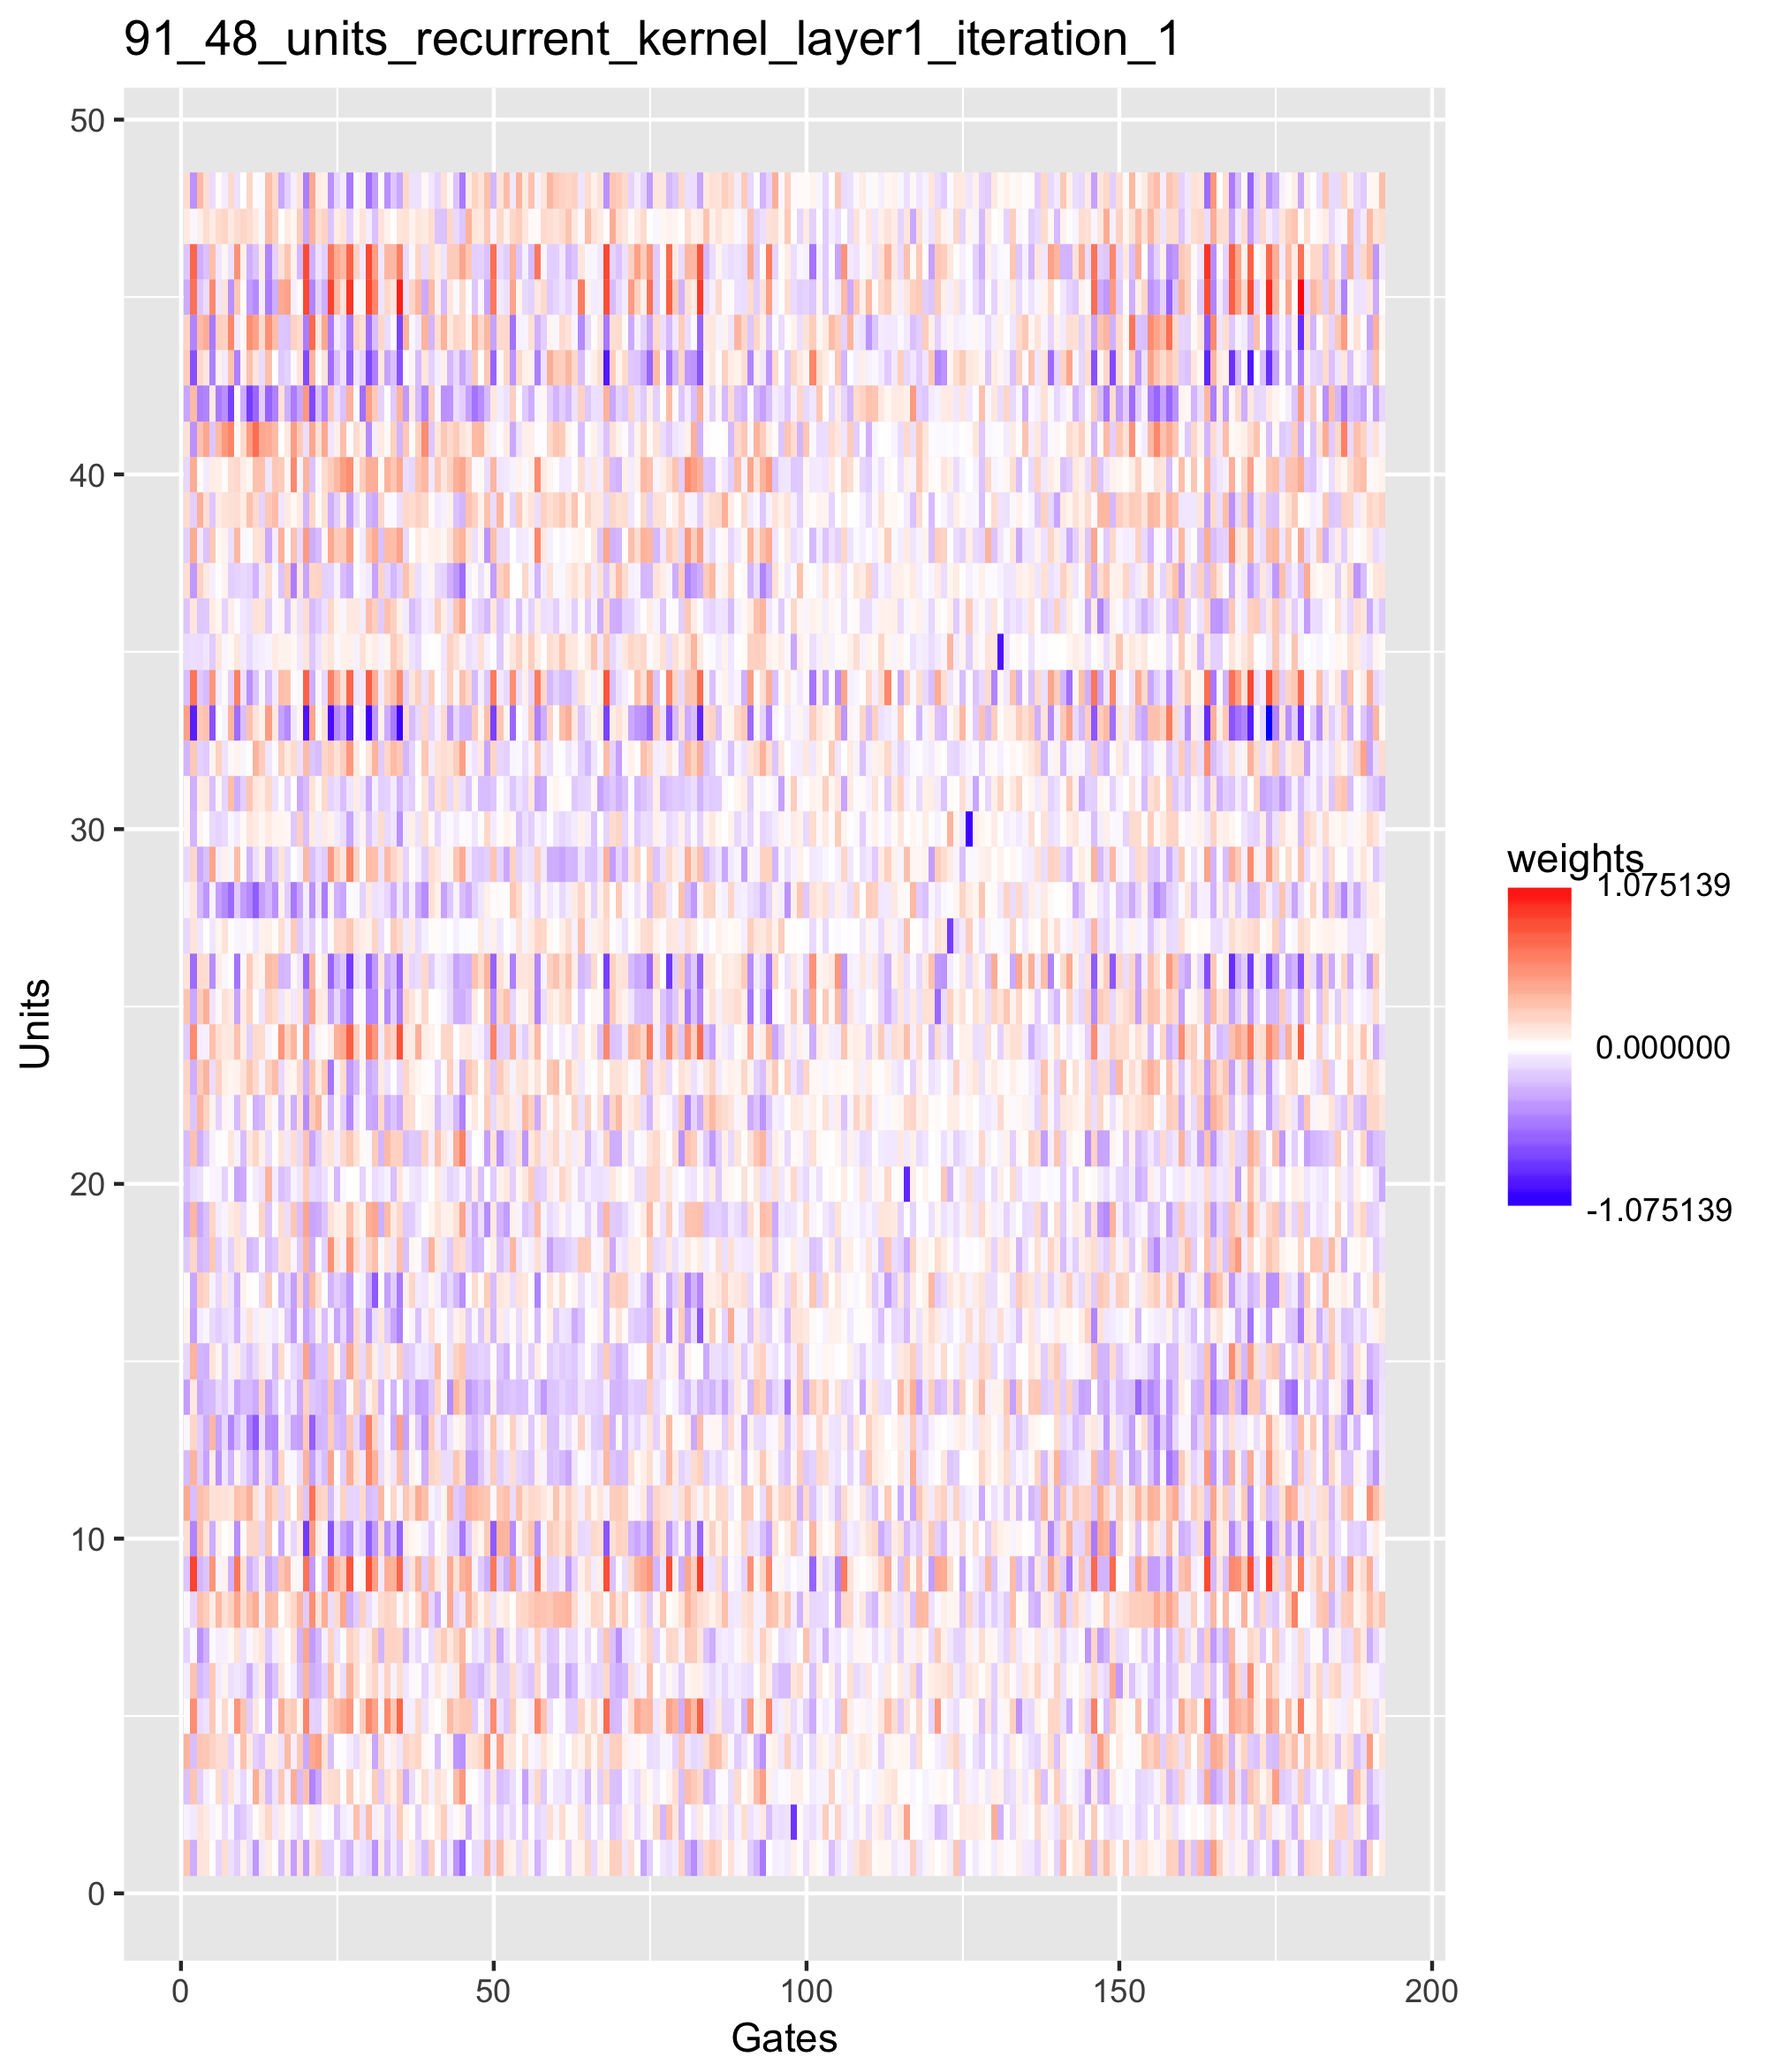 91_48_units_recurrent_kernel_layer1_iteration_1
50
40
30
20
10
0
Units
0 50 100 150 200
Gates
weights
1.075139
0.000000
-1.075139